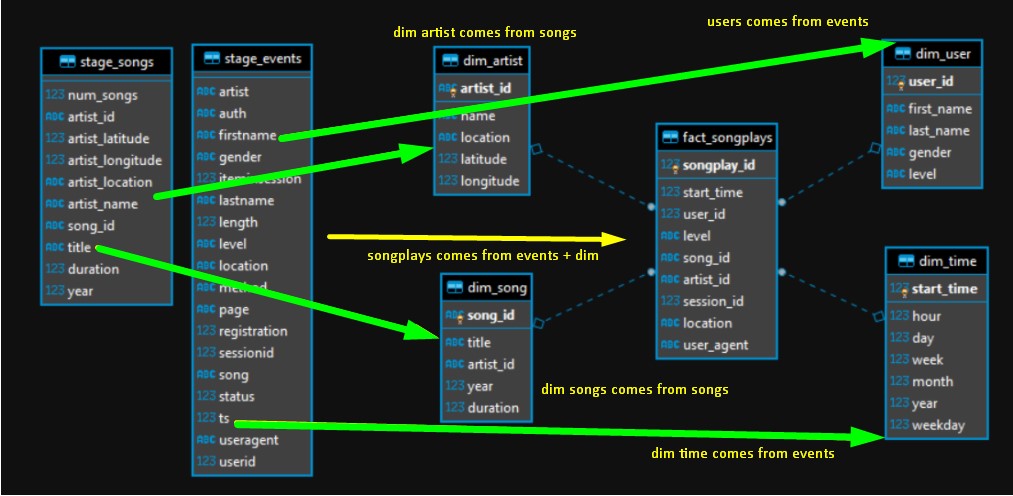 users comes from events
dim artist comes from songs
stage_songs
123 num_songs
ABC artist_id
123 artist_latitude
123 artist_longitude
ABC artist_location
ABC artist_name
ABC song_id
ABC title
123 duration
123 year
stage_events
ABC artist
ABC auth
ABC firstname
ABC gender
123 iteminsession
ABC lastname
123 length
ABC level
ABC location
ABC method
ABC page
123 registration
123 sessionid
ABC song
123 status
123 ts
ABC useragent
123 userid
dim_artist
ABC artist_id
ABC name
ABC location
123 latitude
123 longitude
songplays comes from events + dim
dim_song
ABC song_id
ABC title
ABC artist_id
123 year
123 duration
dim songs comes from songs
fact_songplays
123 songplay_id
123 start_time
123 user_id
ABC level
ABC song_id
ABC artist_id
123 session_id
ABC location
ABC user_agent
dim_user
123 user_id
ABC first_name
ABC last_name
ABC gender
ABC level
dim_time
123 start_time
123 hour
123 day
123 week
123 month
123 year
123 weekday
dim time comes from events